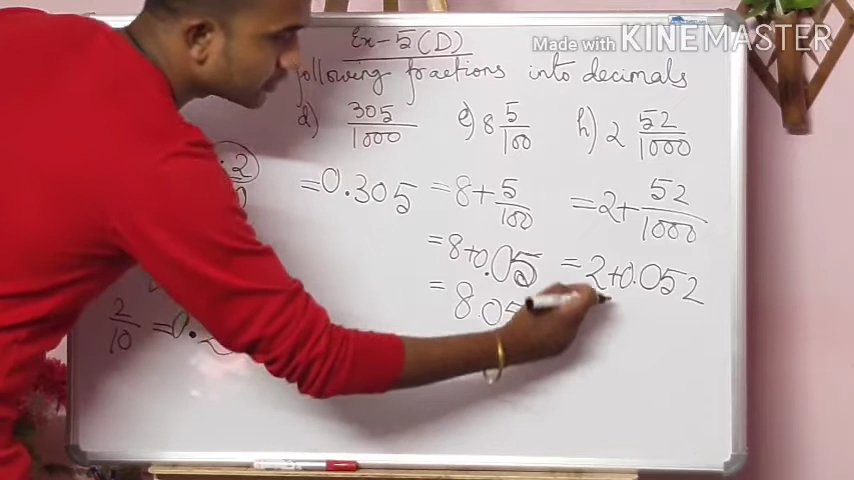 Made with KINEMASTER
Ex-5(D)
following fractions into decimals
d) 305/1000 e) 8 5/100 h) 2 52/1000
=0.305 =8+5/100 =2+52/1000
=8+0.05 =2+0.052
=8.05
2/10 =0.2